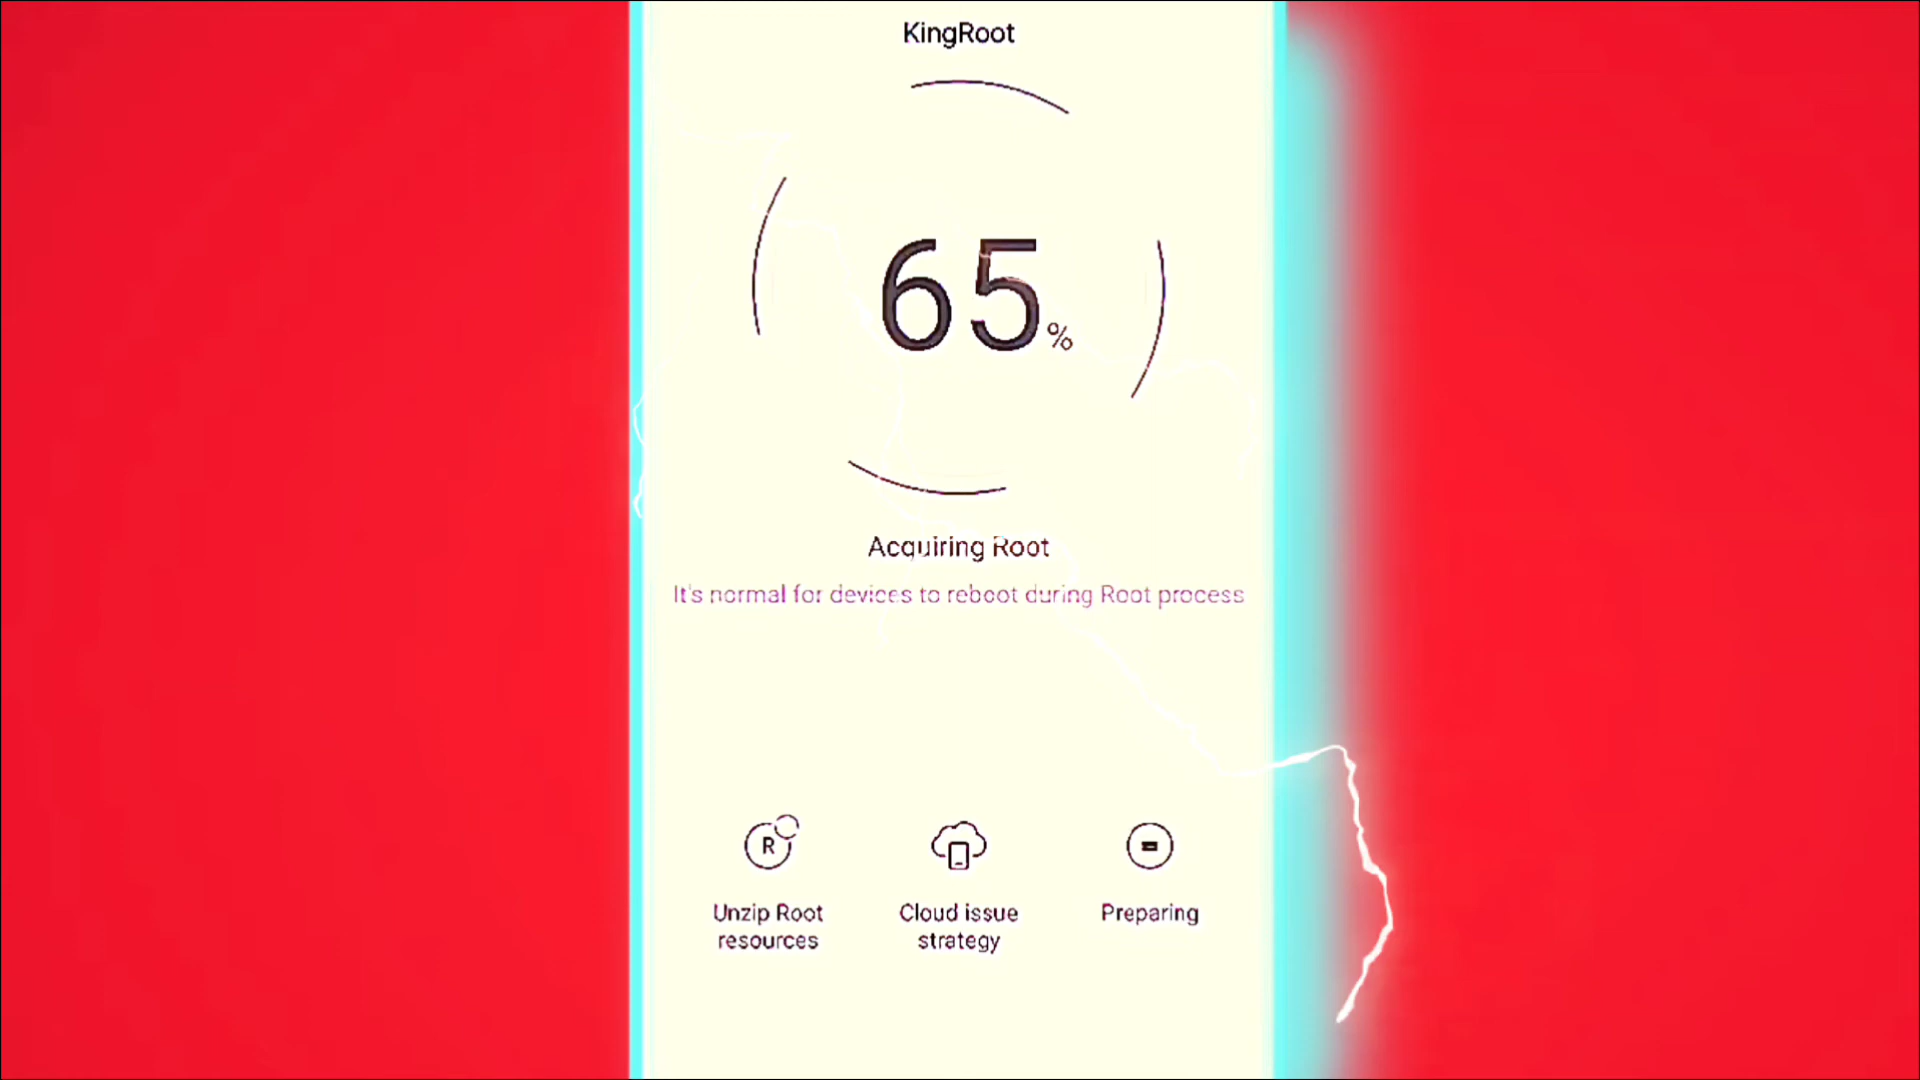 KingRoot
65%
Acquiring Root
It's normal for devices to reboot during Root process
R
Unzip Root
resources
Cloud issue
strategy
Preparing